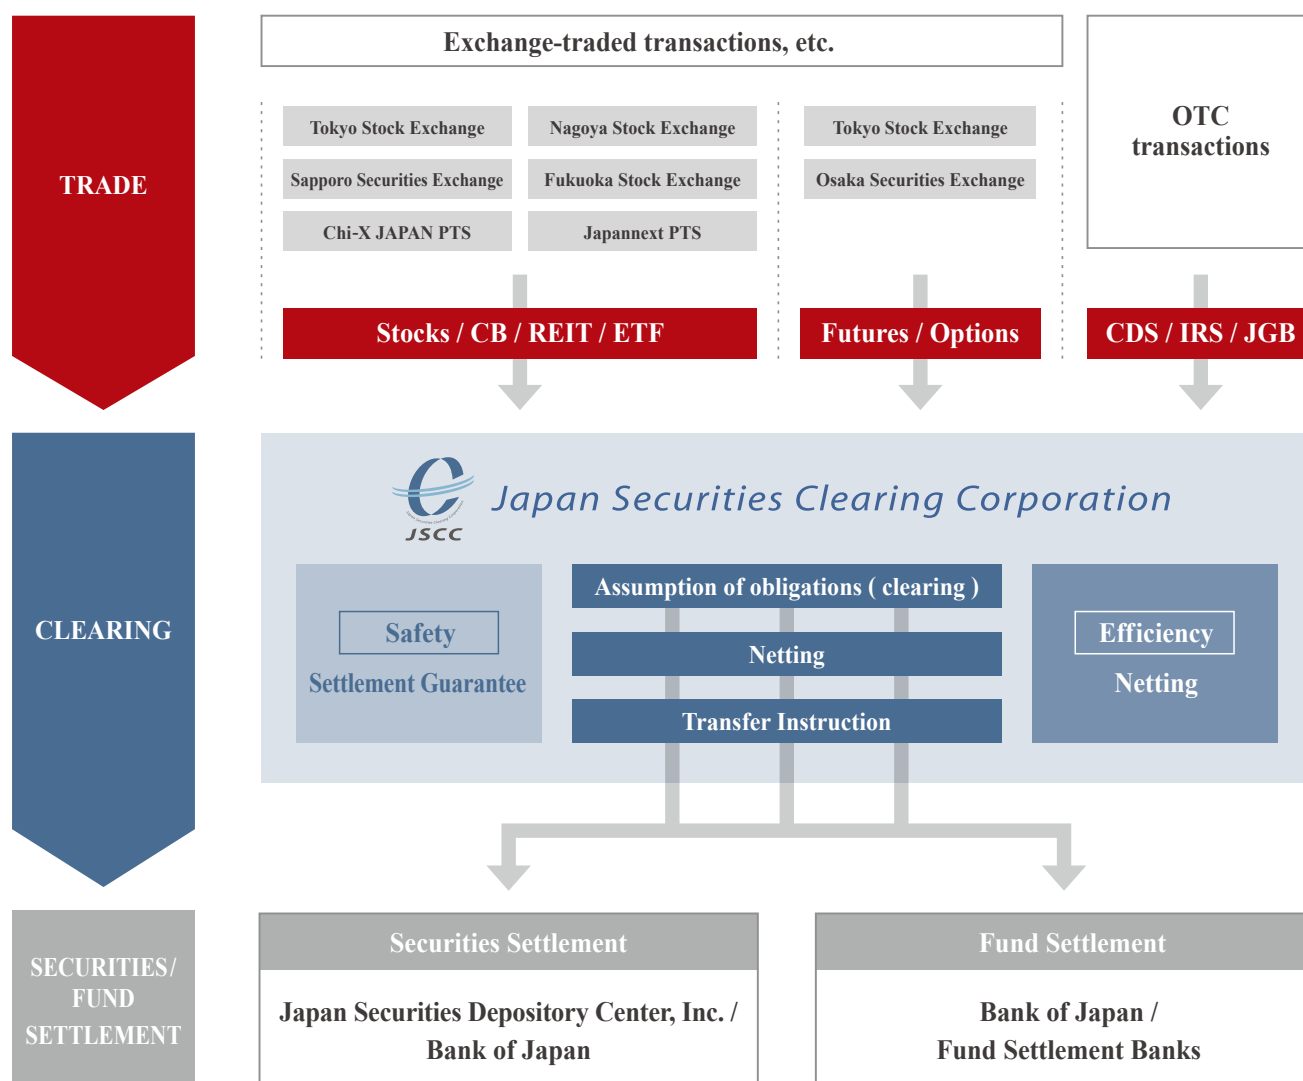 TRADE
Exchange-traded transactions, etc.
Tokyo Stock Exchange
Nagoya Stock Exchange
Sapporo Securities Exchange
Fukuoka Stock Exchange
Chi-X JAPAN PTS
Japannext PTS
Tokyo Stock Exchange
Osaka Securities Exchange
OTC
transactions
Stocks / CB / REIT / ETF
Futures / Options
CDS / IRS / JGB
CLEARING
Japan Securities Clearing Corporation
JSCC
Japan Securities Clearing Corporation
Safety
Settlement Guarantee
Assumption of obligations ( clearing )
Netting
Transfer Instruction
Efficiency
Netting
SECURITIES/
FUND
SETTLEMENT
Securities Settlement
Japan Securities Depository Center, Inc. /
Bank of Japan
Fund Settlement
Bank of Japan /
Fund Settlement Banks